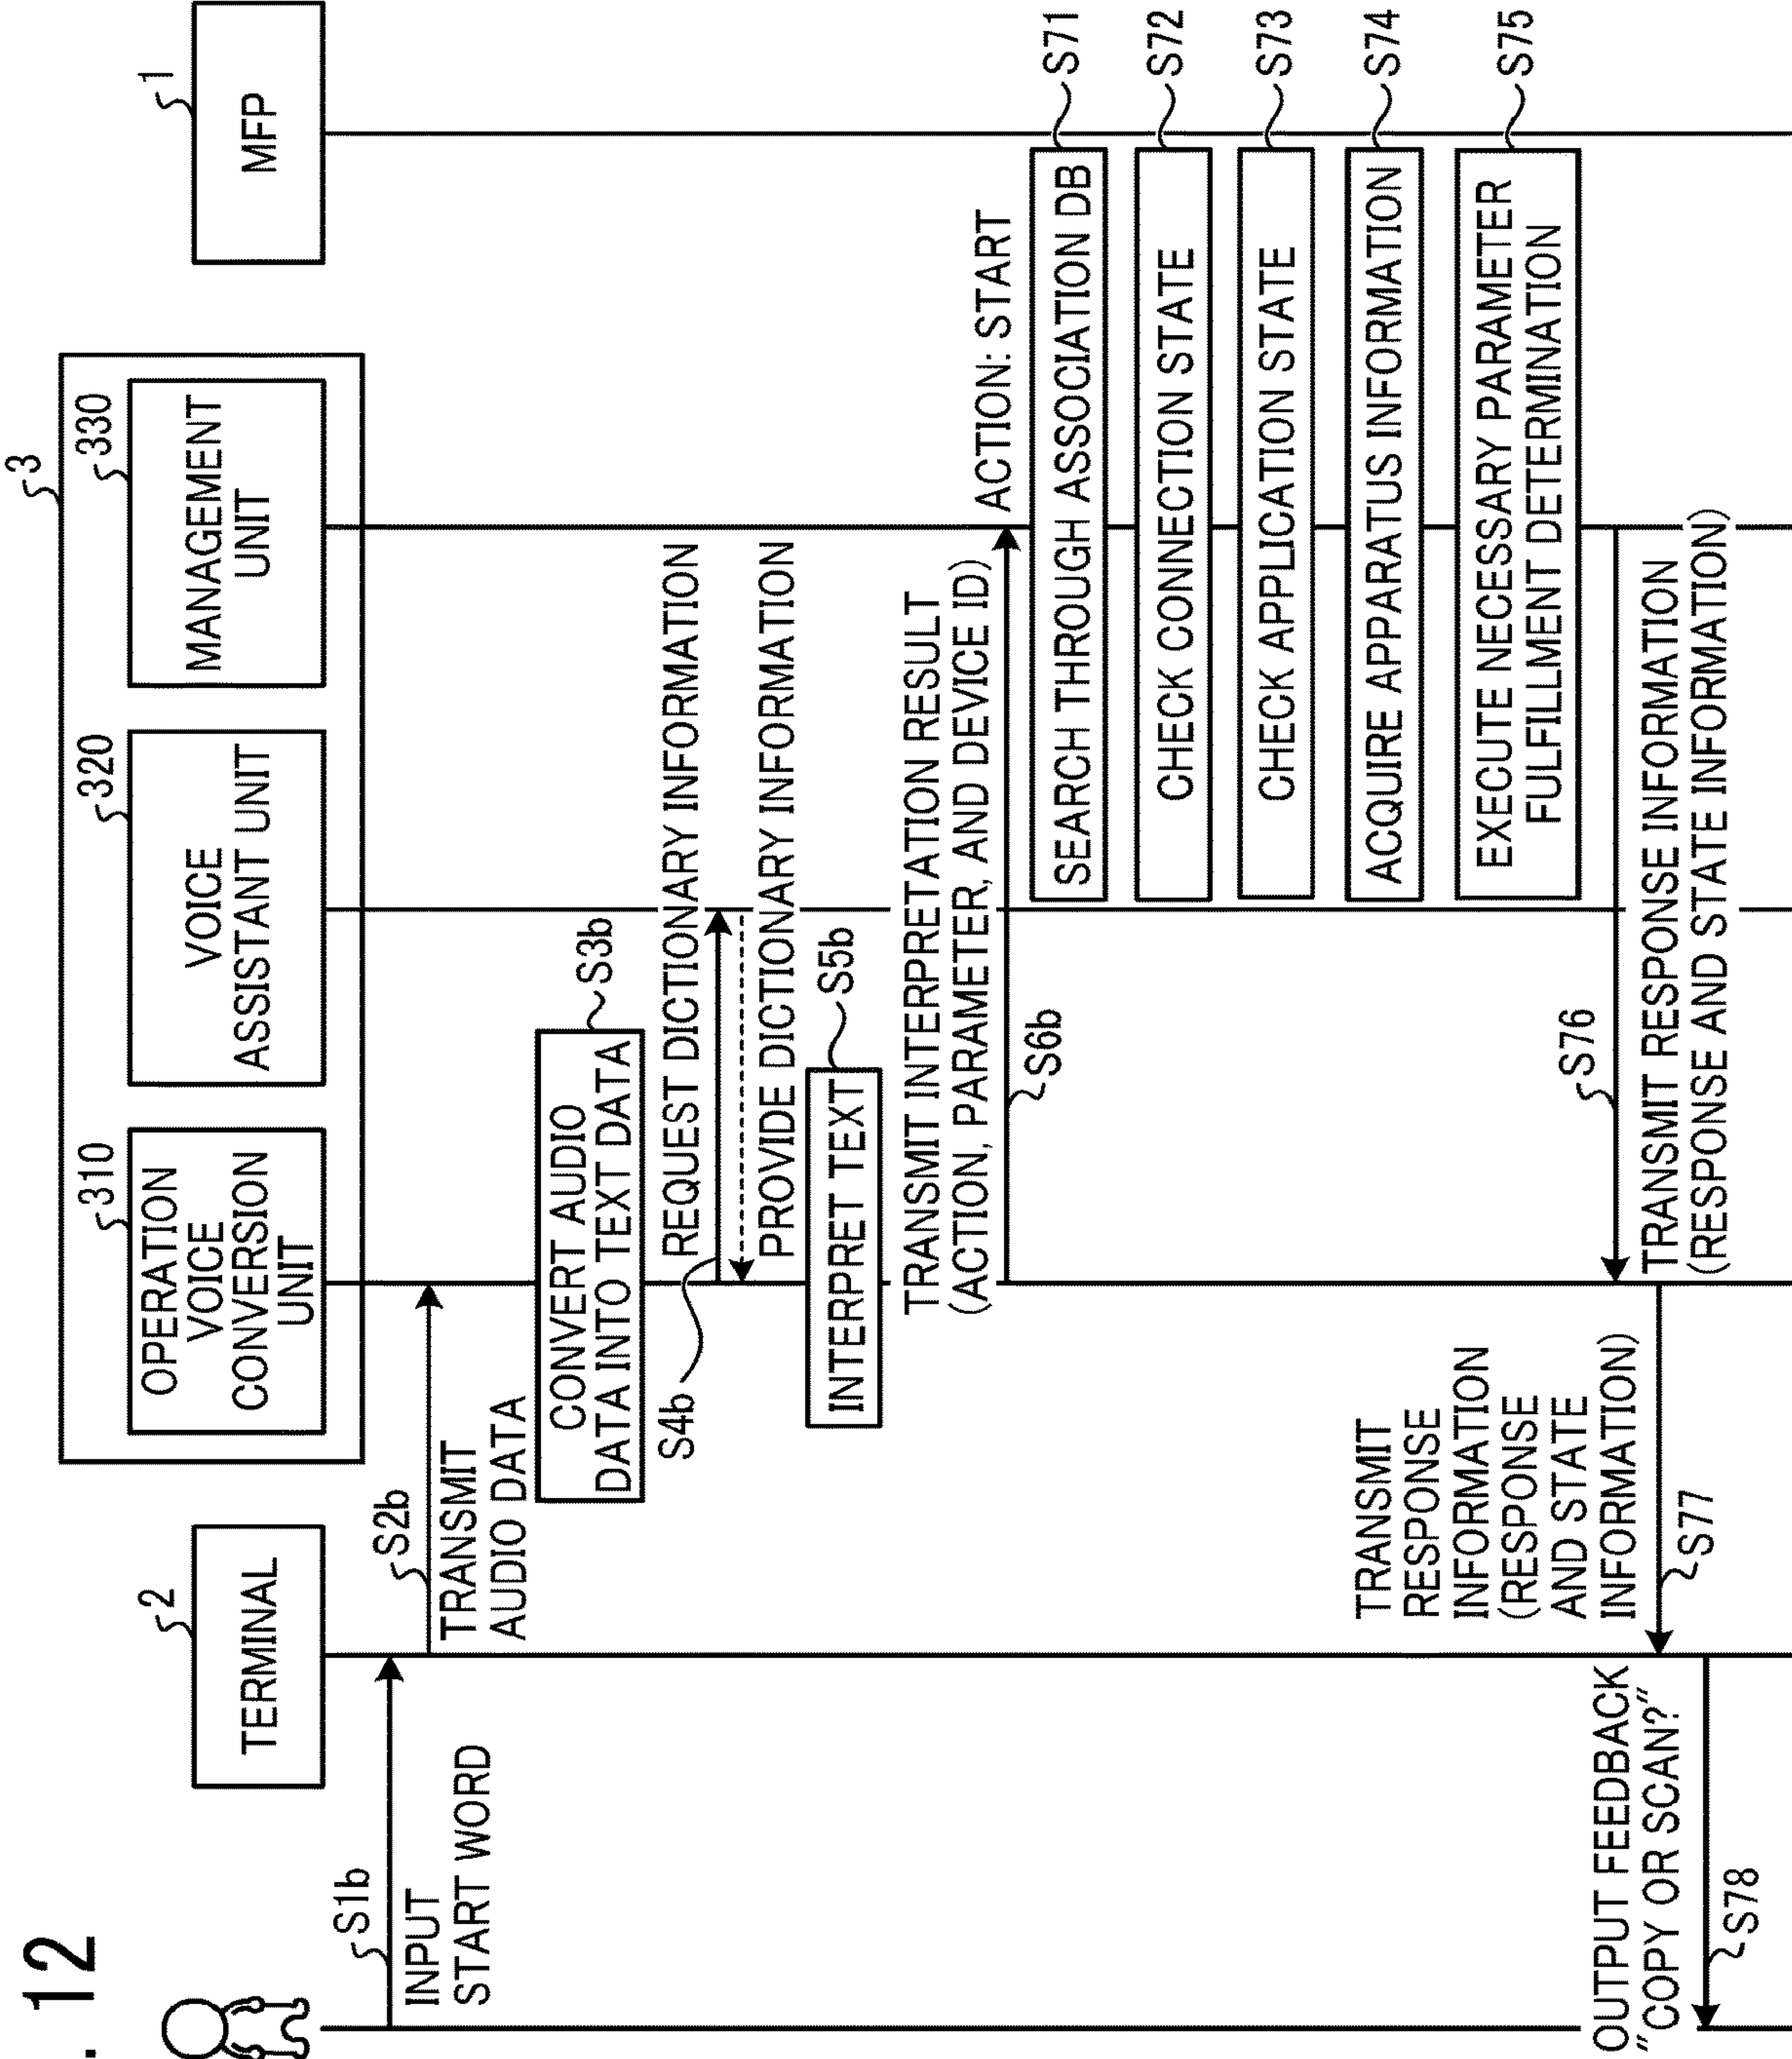 . 12
2
TERMINAL
3
310
OPERATION
VOICE
CONVERSION
UNIT
320
VOICE
ASSISTANT UNIT
330
MANAGEMENT
UNIT
1
MFP
S1b
INPUT
START WORD
S2b
TRANSMIT
AUDIO DATA
CONVERT AUDIO
DATA INTO TEXT DATA
S3b
S4b
REQUEST DICTIONARY INFORMATION
PROVIDE DICTIONARY INFORMATION
INTERPRET TEXT
S5b
TRANSMIT INTERPRETATION RESULT
(ACTION, PARAMETER, AND DEVICE ID)
S6b
ACTION: START
SEARCH THROUGH ASSOCIATION DB
S71
CHECK CONNECTION STATE
S72
CHECK APPLICATION STATE
S73
ACQUIRE APPARATUS INFORMATION
S74
EXECUTE NECESSARY PARAMETER
FULFILLMENT DETERMINATION
S75
S76
TRANSMIT RESPONSE INFORMATION
(RESPONSE AND STATE INFORMATION)
TRANSMIT
RESPONSE
INFORMATION
(RESPONSE
AND STATE
INFORMATION)
S77
OUTPUT FEEDBACK
"COPY OR SCAN?"
S78